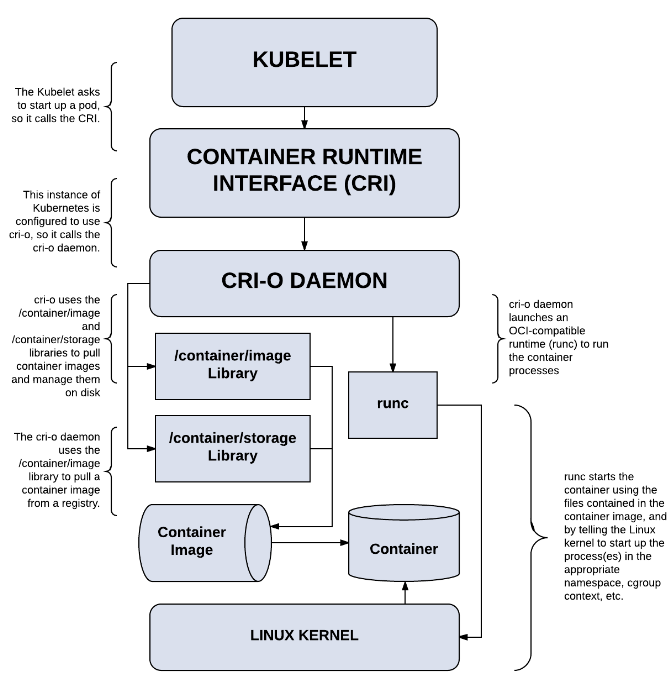 KUBELET
The Kubelet asks
to start up a pod,
so it calls the CRI.
CONTAINER RUNTIME
INTERFACE (CRI)
This instance of
Kubernetes is
configured to use
cri-o, so it calls the
cri-o daemon.
CRI-O DAEMON
cri-o uses the
/container/image
and
/container/storage
libraries to pull
container images
and manage them
on disk
cri-o daemon
launches an
OCI-compatible
runtime (runc) to run
the container
processes
/container/image
Library
runc
/container/storage
Library
The cri-o daemon
uses the
/container/image
library to pull a
container image
from a registry.
runc starts the
container using the
files contained in the
container image, and
by telling the Linux
kernel to start up the
process(es) in the
appropriate
namespace, cgroup
context, etc.
Container
Image
Container
LINUX KERNEL